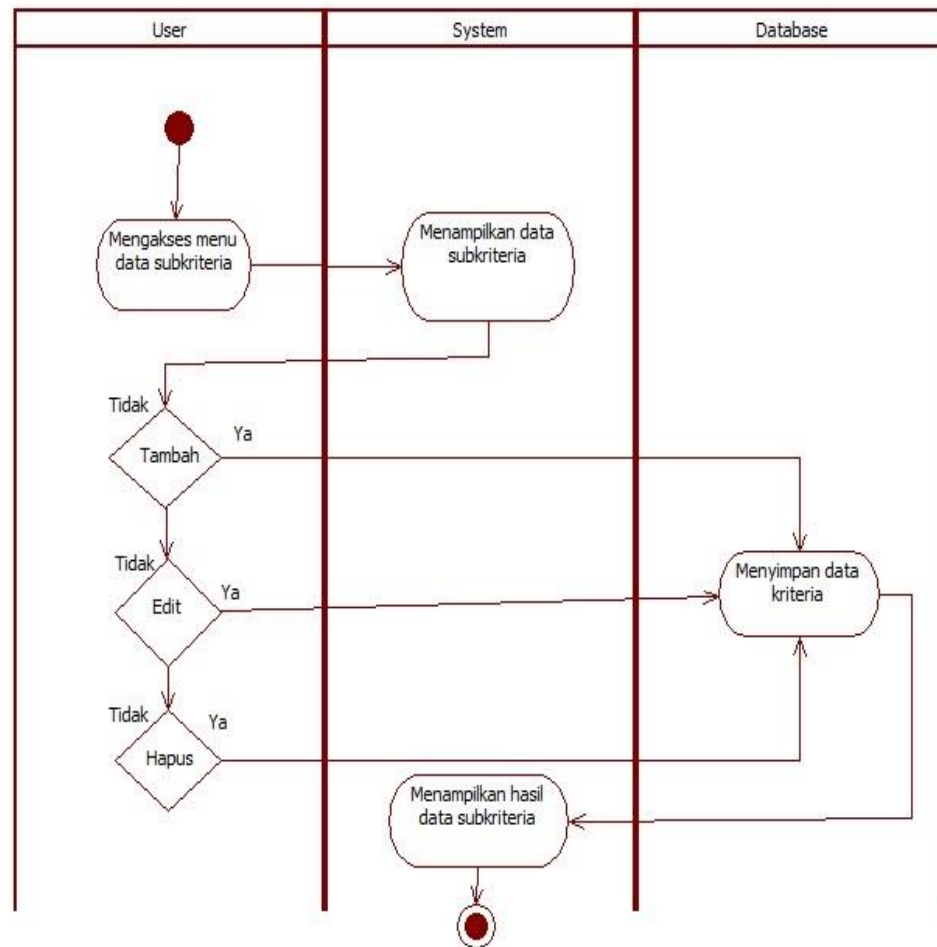 User
System
Database
Mengakses menu
data subkriteria
Menampilkan data
subkriteria
Tidak
Ya
Tambah
Tidak
Ya
Edit
Menyimpan data
kriteria
Tidak
Ya
Hapus
Menampilkan hasil
data subkriteria